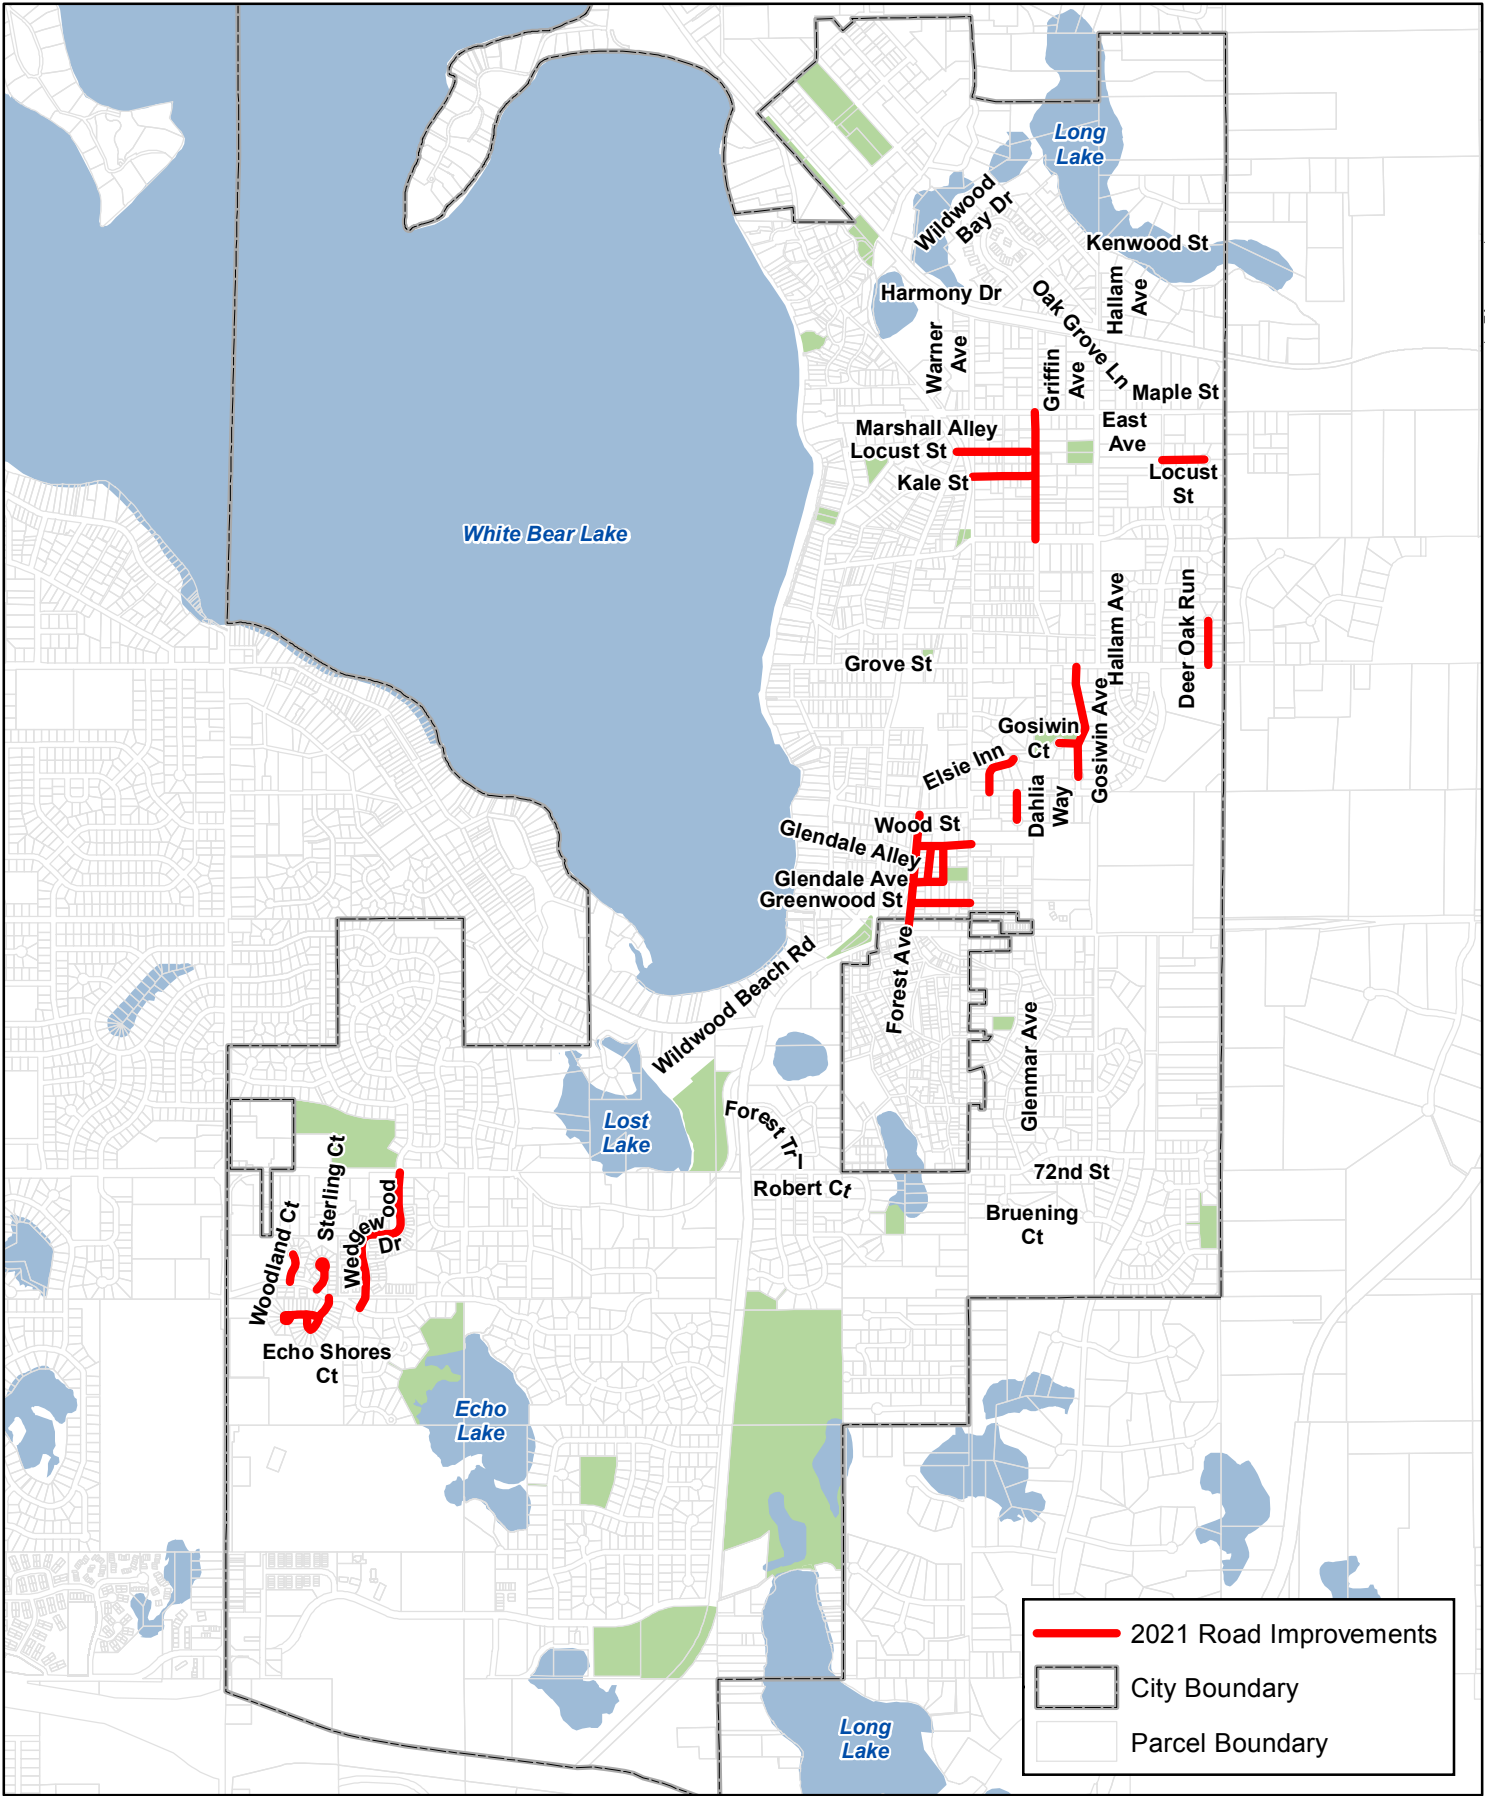 Long
Lake
Wildwood
Bay Dr
Kenwood St
Harmony Dr
Hallam
Ave
Oak Grove Ln
Warner
Ave
Griffin
Ave
Maple St
East
Ave
Marshall Alley
Locust St
Kale St
Locust
St
White Bear Lake
Hallam Ave
Deer Oak Run
Grove St
Gosiwin Ave
Gosiwin
Ct
Elsie Inn
Dahlia
Way
Wood St
Glendale Alley
Glendale Ave
Greenwood St
Forest Ave
Wildwood Beach Rd
Glenmar Ave
Lost
Lake
Forest Trl
Robert Ct
72nd St
Bruening
Ct
Sterling Ct
Woodland Ct
Wedgewood
Dr
Echo Shores
Ct
Echo
Lake
Long
Lake
2021 Road Improvements
City Boundary
Parcel Boundary